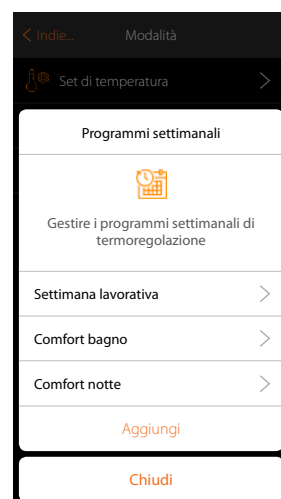 < Indie... Modalità
Set di temperatura
Programmi settimanali
Gestire i programmi settimanali di
termoregolazione
Settimana lavorativa
Comfort bagno
Comfort notte
Aggiungi
Chiudi